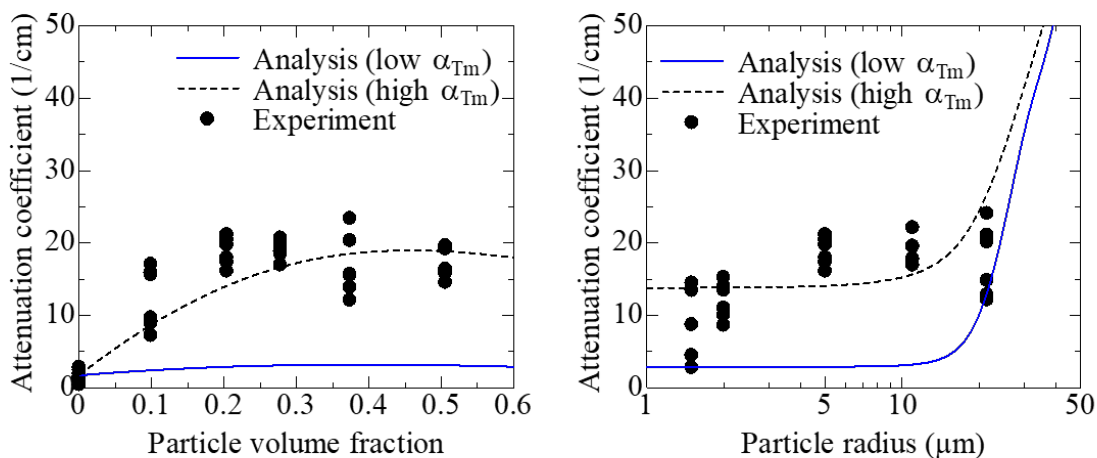 50
40
30
20
10
0
Attenuation coefficient (1/cm)
Analysis (low αTm)
Analysis (high αTm)
Experiment
0 0.1 0.2 0.3 0.4 0.5 0.6
Particle volume fraction
50
40
30
20
10
0
Attenuation coefficient (1/cm)
Analysis (low αTm)
Analysis (high αTm)
Experiment
1 5 10 50
Particle radius (μm)